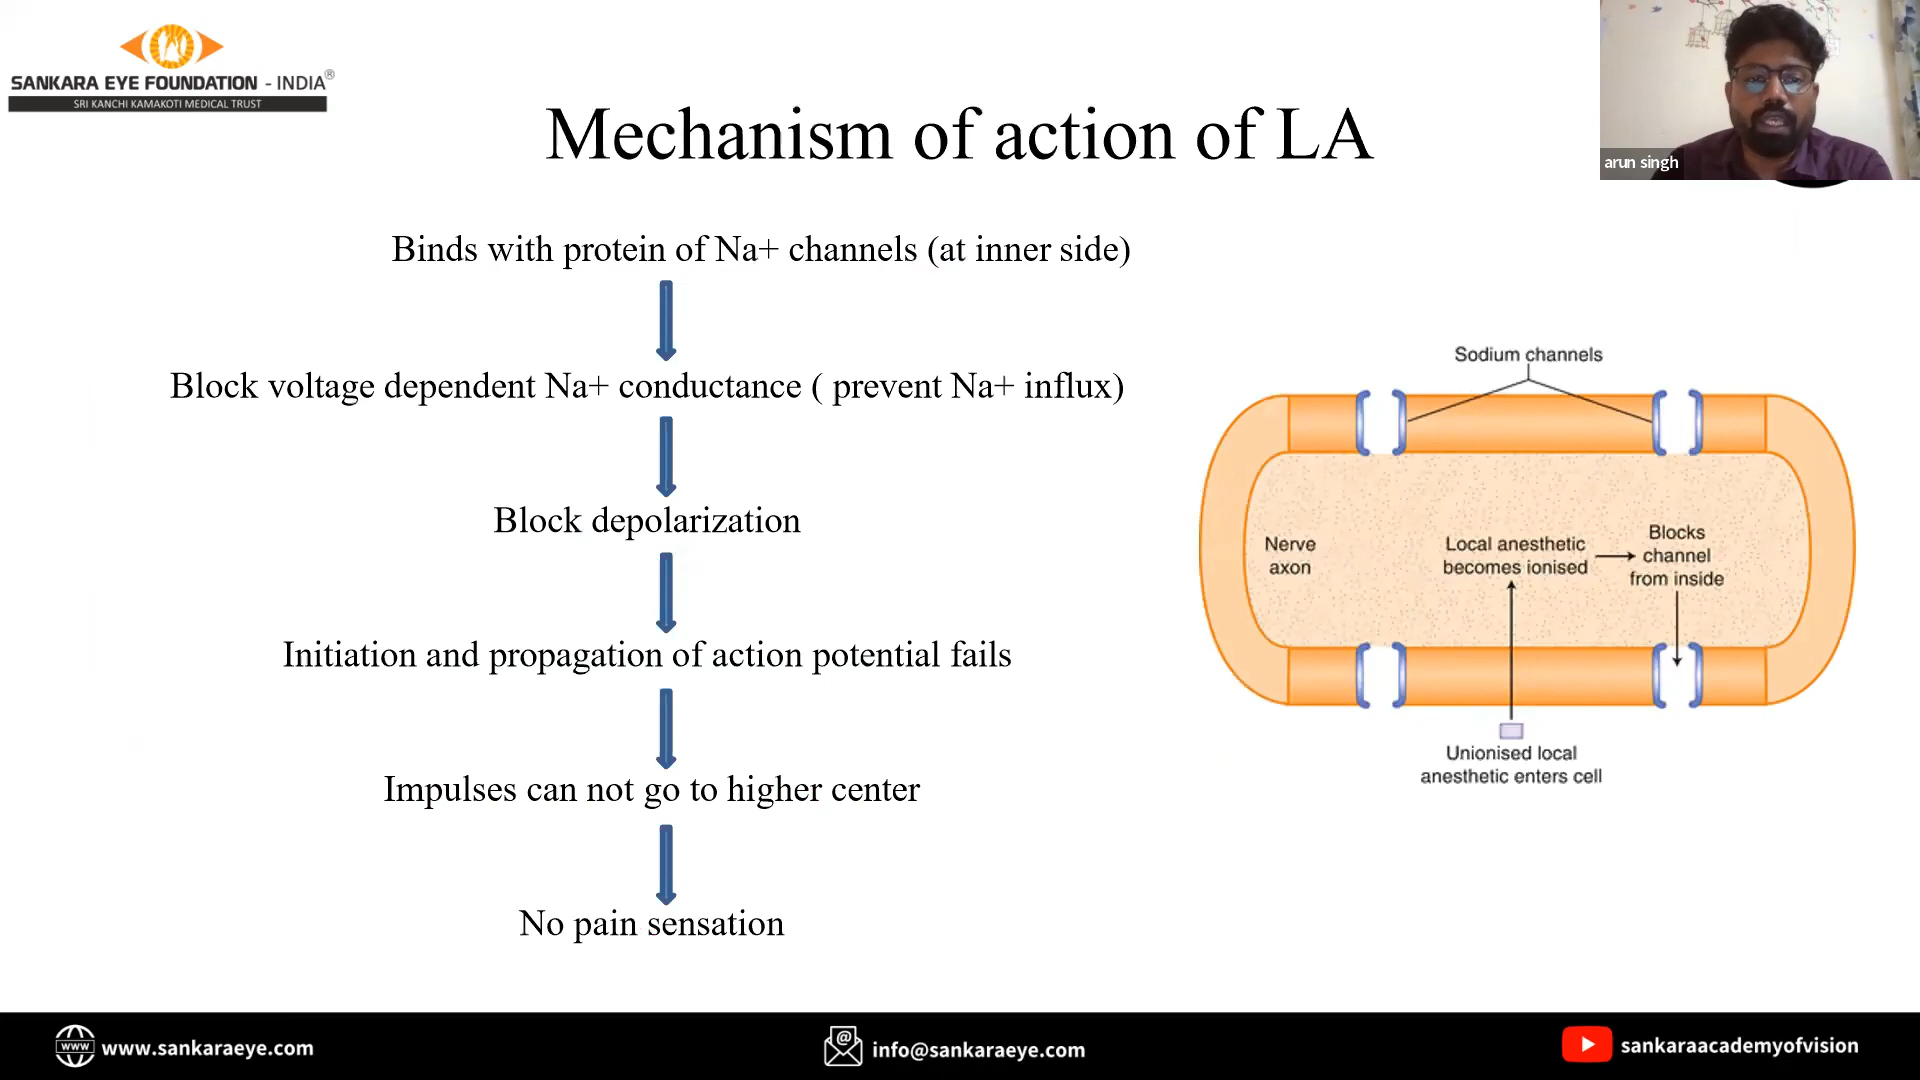 SANKARA EYE FOUNDATION - INDIA®
SRI KANCHI KAMAKOTI MEDICAL TRUST
arun singh
Mechanism of action of LA
Binds with protein of Na+ channels (at inner side)
Block voltage dependent Na+ conductance ( prevent Na+ influx)
Block depolarization
Initiation and propagation of action potential fails
Impulses can not go to higher center
No pain sensation
Sodium channels
Nerve
axon
Local anesthetic
becomes ionised
Blocks
channel
from inside
Unionised local
anesthetic enters cell
www
www.sankaraeye.com
@
info@sankaraeye.com
sankaraacademyofvision